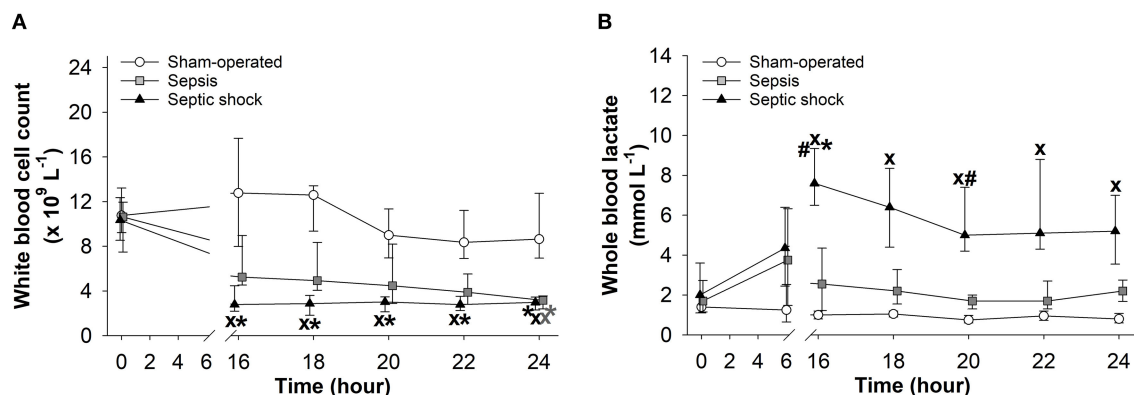 A
White blood cell count
(x 10⁹ L⁻¹)
24
20
16
12
8
4
0
Sham-operated
Sepsis
Septic shock
x*
x*
x*
x*
*xx*
0 2 4 6 16 18 20 22 24
Time (hour)
B
Whole blood lactate
(mmol L⁻¹)
14
12
10
8
6
4
2
0
Sham-operated
Sepsis
Septic shock
#x*
x
x#
x
x
0 2 4 6 16 18 20 22 24
Time (hour)